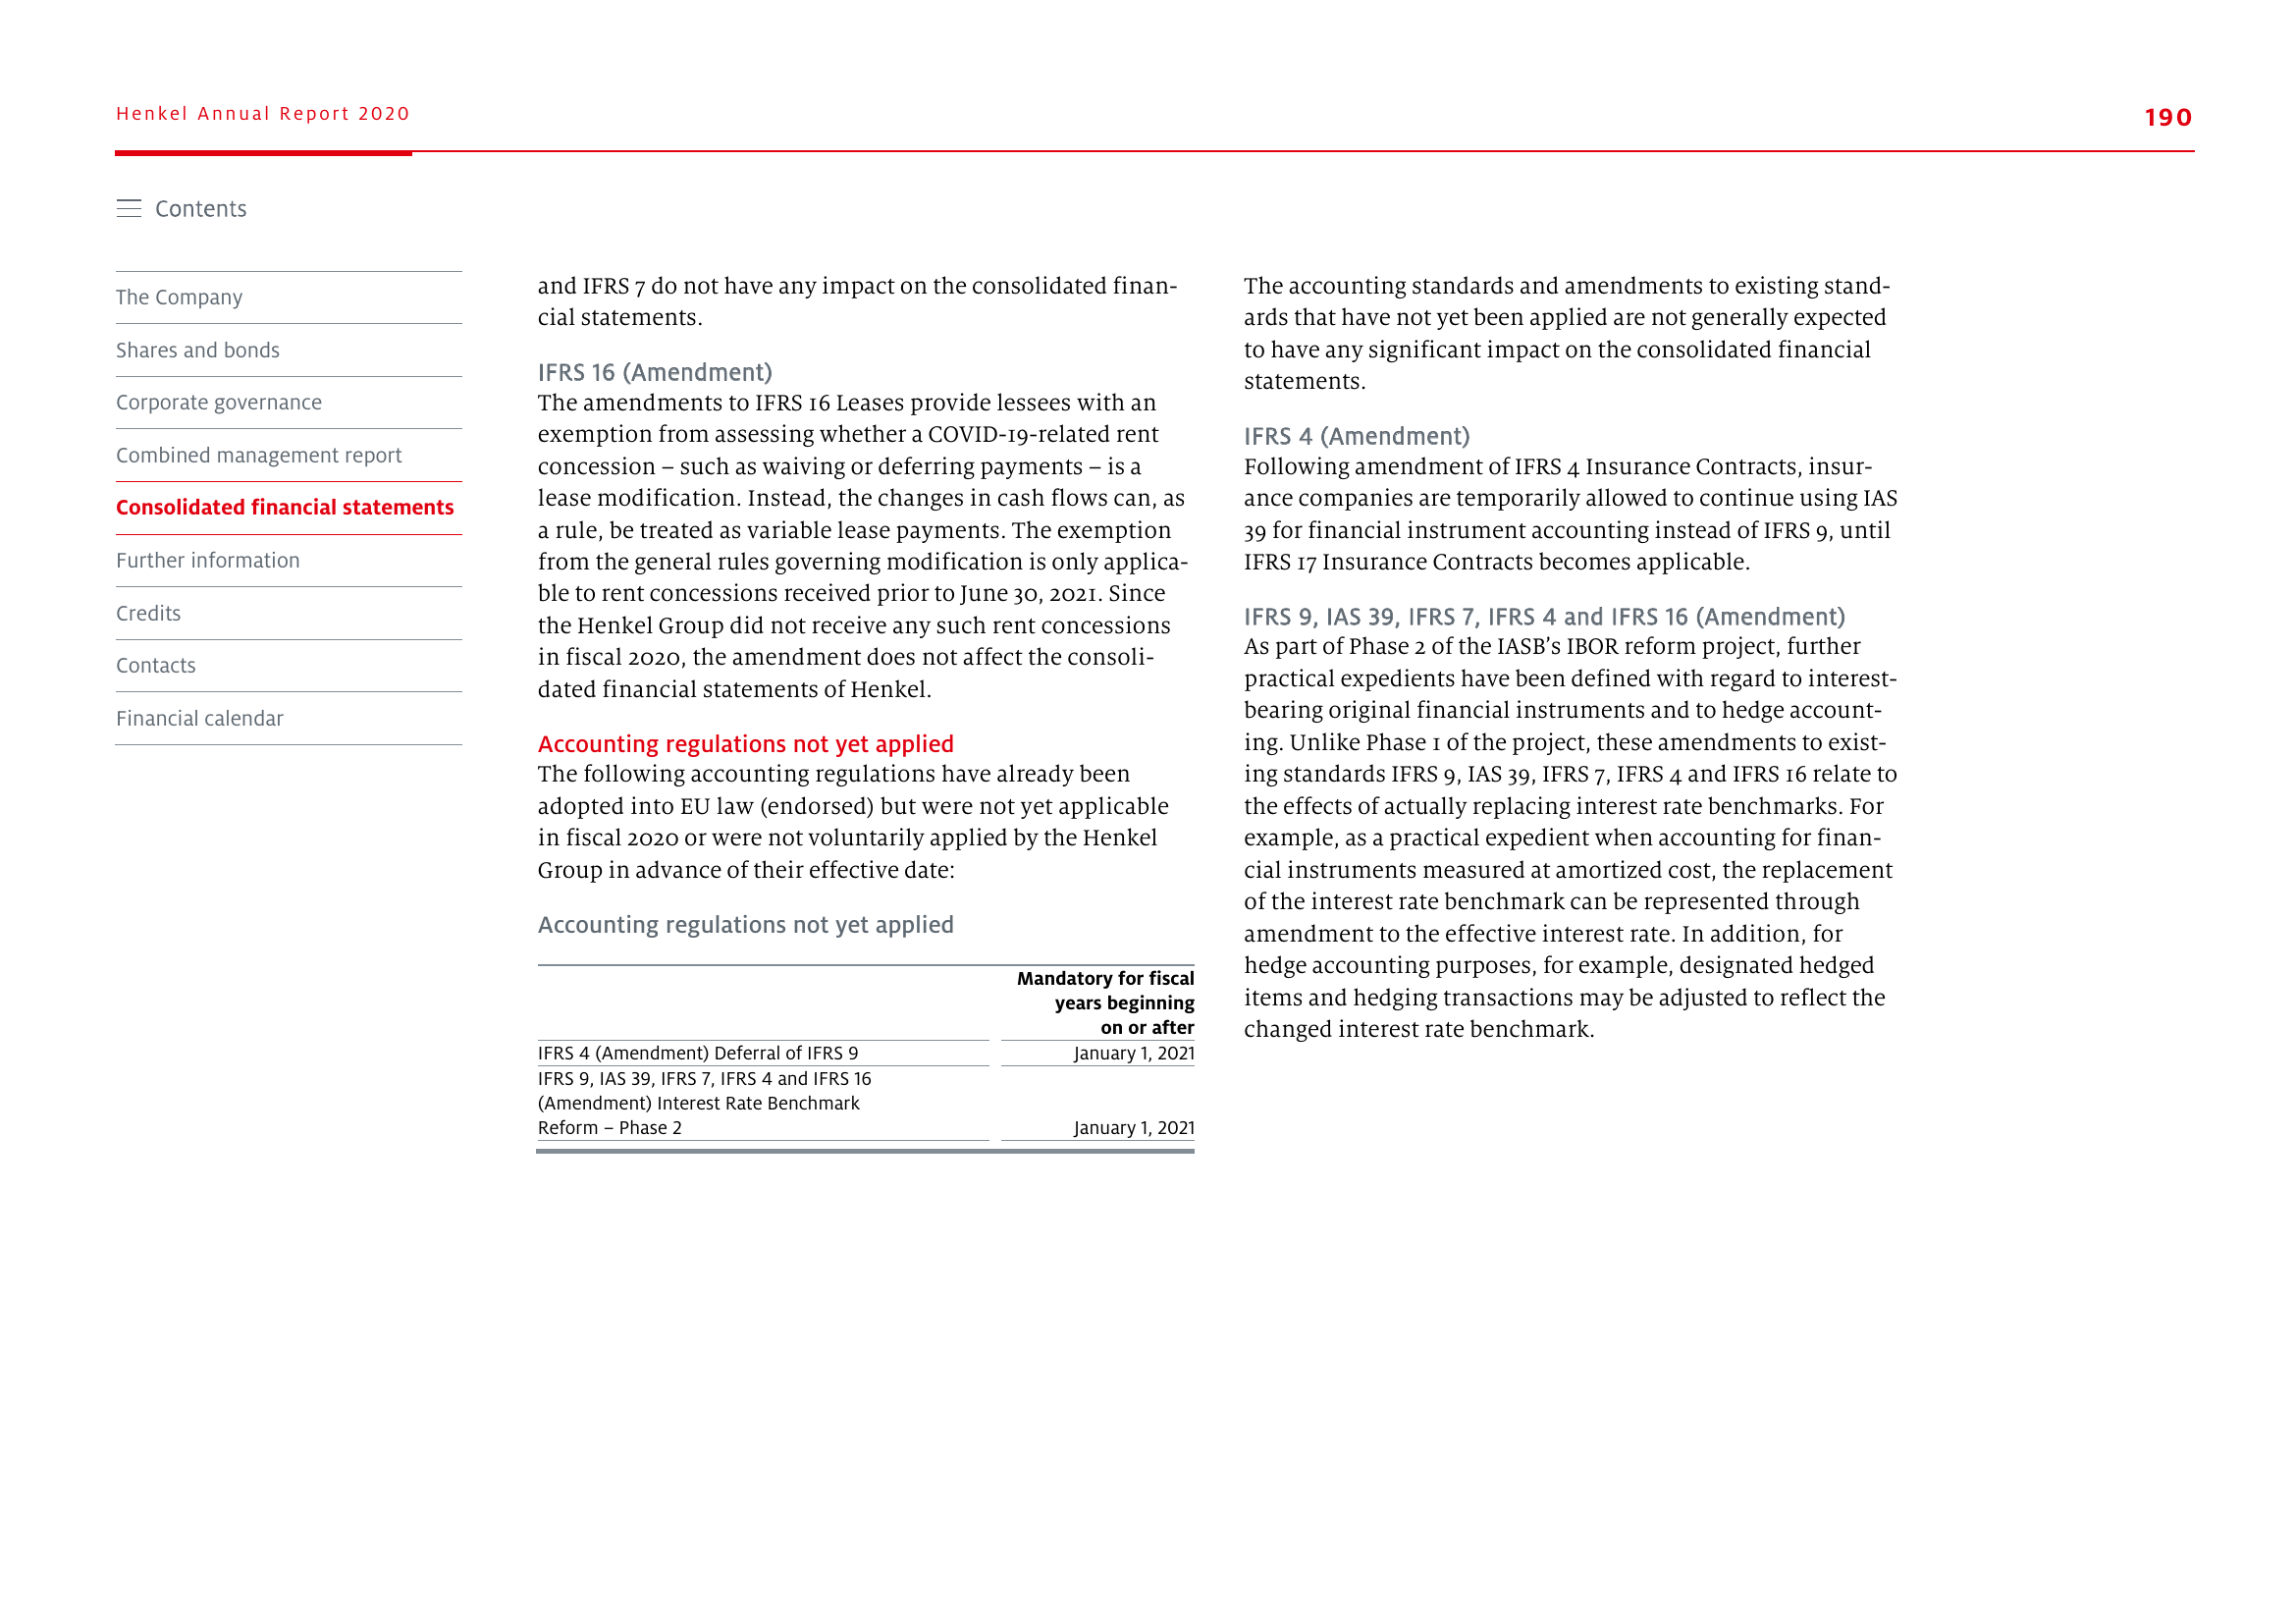 Henkel Annual Report 2020
190
Contents
The Company
Shares and bonds
Corporate governance
Combined management report
Consolidated financial statements
Further information
Credits
Contacts
Financial calendar
and IFRS 7 do not have any impact on the consolidated finan-
cial statements.
IFRS 16 (Amendment)
The amendments to IFRS 16 Leases provide lessees with an
exemption from assessing whether a COVID-19-related rent
concession – such as waiving or deferring payments – is a
lease modification. Instead, the changes in cash flows can, as
a rule, be treated as variable lease payments. The exemption
from the general rules governing modification is only applica-
ble to rent concessions received prior to June 30, 2021. Since
the Henkel Group did not receive any such rent concessions
in fiscal 2020, the amendment does not affect the consoli-
dated financial statements of Henkel.
Accounting regulations not yet applied
The following accounting regulations have already been
adopted into EU law (endorsed) but were not yet applicable
in fiscal 2020 or were not voluntarily applied by the Henkel
Group in advance of their effective date:
Accounting regulations not yet applied
Mandatory for fiscal
years beginning
on or after
IFRS 4 (Amendment) Deferral of IFRS 9 January 1, 2021
IFRS 9, IAS 39, IFRS 7, IFRS 4 and IFRS 16
(Amendment) Interest Rate Benchmark
Reform – Phase 2 January 1, 2021
The accounting standards and amendments to existing stand-
ards that have not yet been applied are not generally expected
to have any significant impact on the consolidated financial
statements.
IFRS 4 (Amendment)
Following amendment of IFRS 4 Insurance Contracts, insur-
ance companies are temporarily allowed to continue using IAS
39 for financial instrument accounting instead of IFRS 9, until
IFRS 17 Insurance Contracts becomes applicable.
IFRS 9, IAS 39, IFRS 7, IFRS 4 and IFRS 16 (Amendment)
As part of Phase 2 of the IASB’s IBOR reform project, further
practical expedients have been defined with regard to interest-
bearing original financial instruments and to hedge account-
ing. Unlike Phase 1 of the project, these amendments to exist-
ing standards IFRS 9, IAS 39, IFRS 7, IFRS 4 and IFRS 16 relate to
the effects of actually replacing interest rate benchmarks. For
example, as a practical expedient when accounting for finan-
cial instruments measured at amortized cost, the replacement
of the interest rate benchmark can be represented through
amendment to the effective interest rate. In addition, for
hedge accounting purposes, for example, designated hedged
items and hedging transactions may be adjusted to reflect the
changed interest rate benchmark.